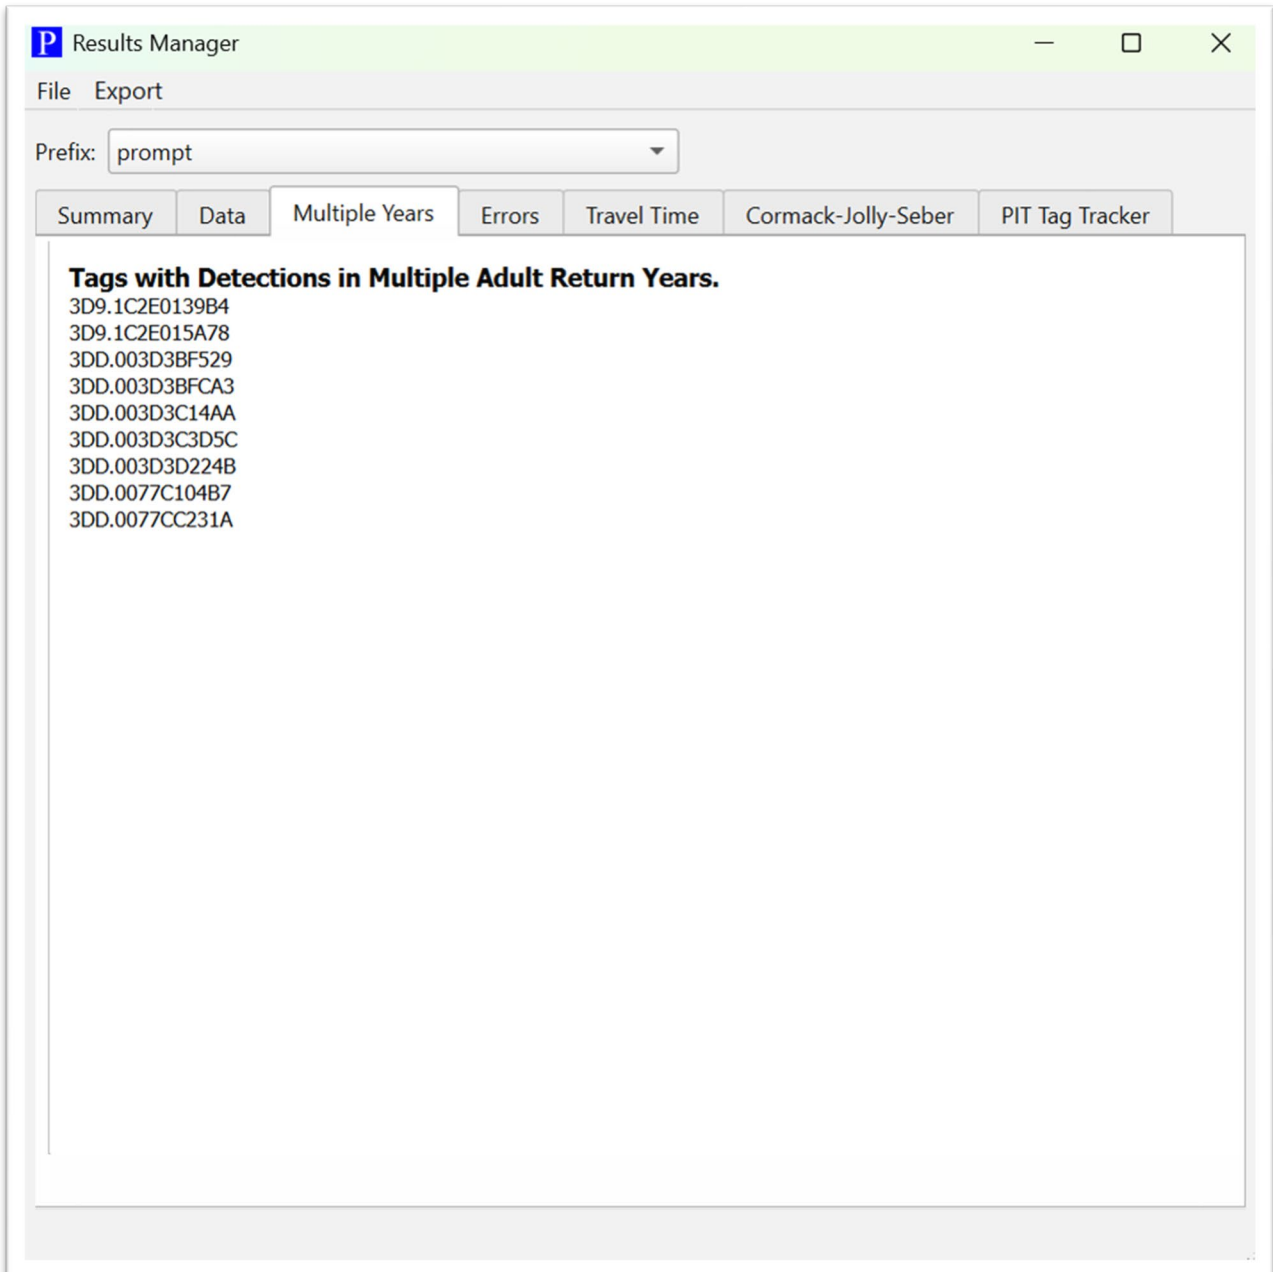 P Results Manager
File Export
Prefix: prompt
Summary Data Multiple Years Errors Travel Time Cormack-Jolly-Seber PIT Tag Tracker
Tags with Detections in Multiple Adult Return Years.
3D9.1C2E0139B4
3D9.1C2E015A78
3DD.003D3BF529
3DD.003D3BFCA3
3DD.003D3C14AA
3DD.003D3C3D5C
3DD.003D3D224B
3DD.0077C104B7
3DD.0077CC231A